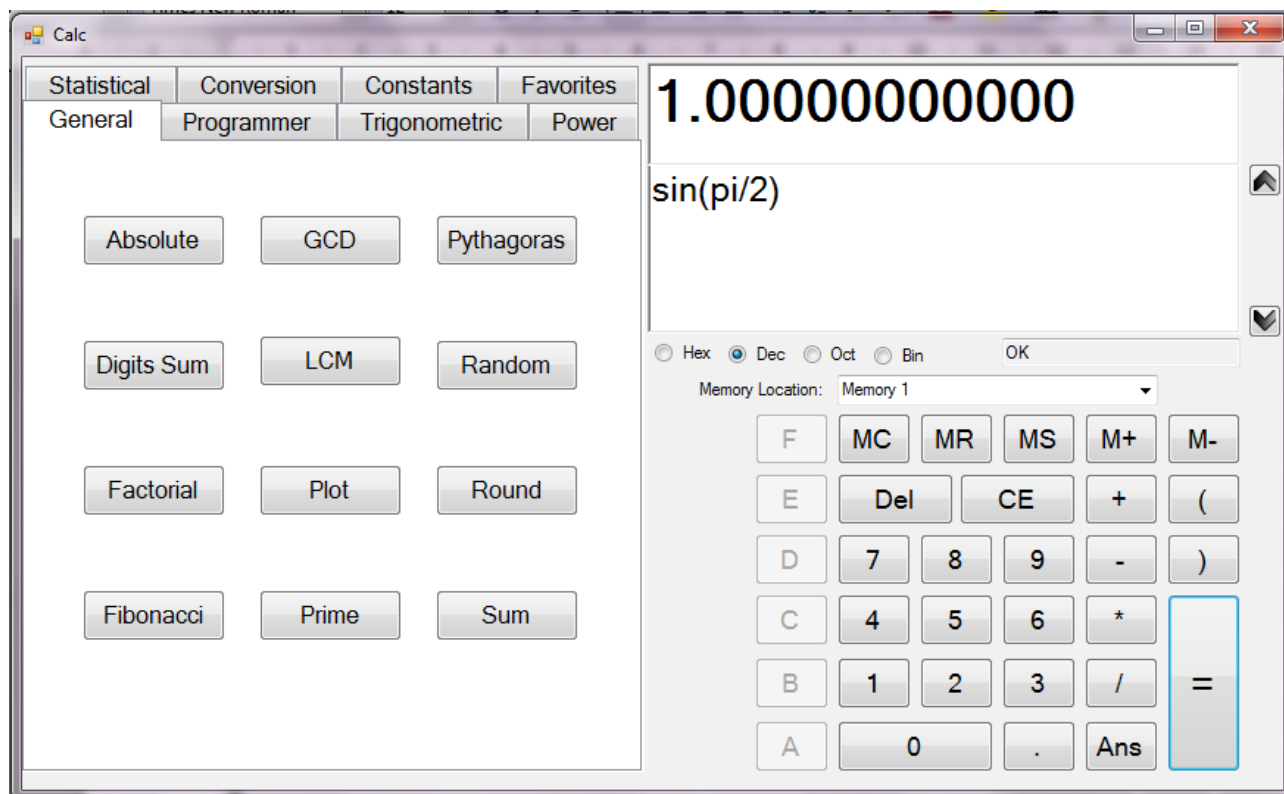 Calc
Statistical Conversion Constants Favorites
General Programmer Trigonometric Power
Absolute GCD Pythagoras
Digits Sum LCM Random
Factorial Plot Round
Fibonacci Prime Sum
1.00000000000
sin(pi/2)
Hex Dec Oct Bin OK
Memory Location: Memory 1
F MC MR MS M+ M-
E Del CE + (
D 7 8 9 - )
C 4 5 6 *
B 1 2 3 / =
A 0 . Ans